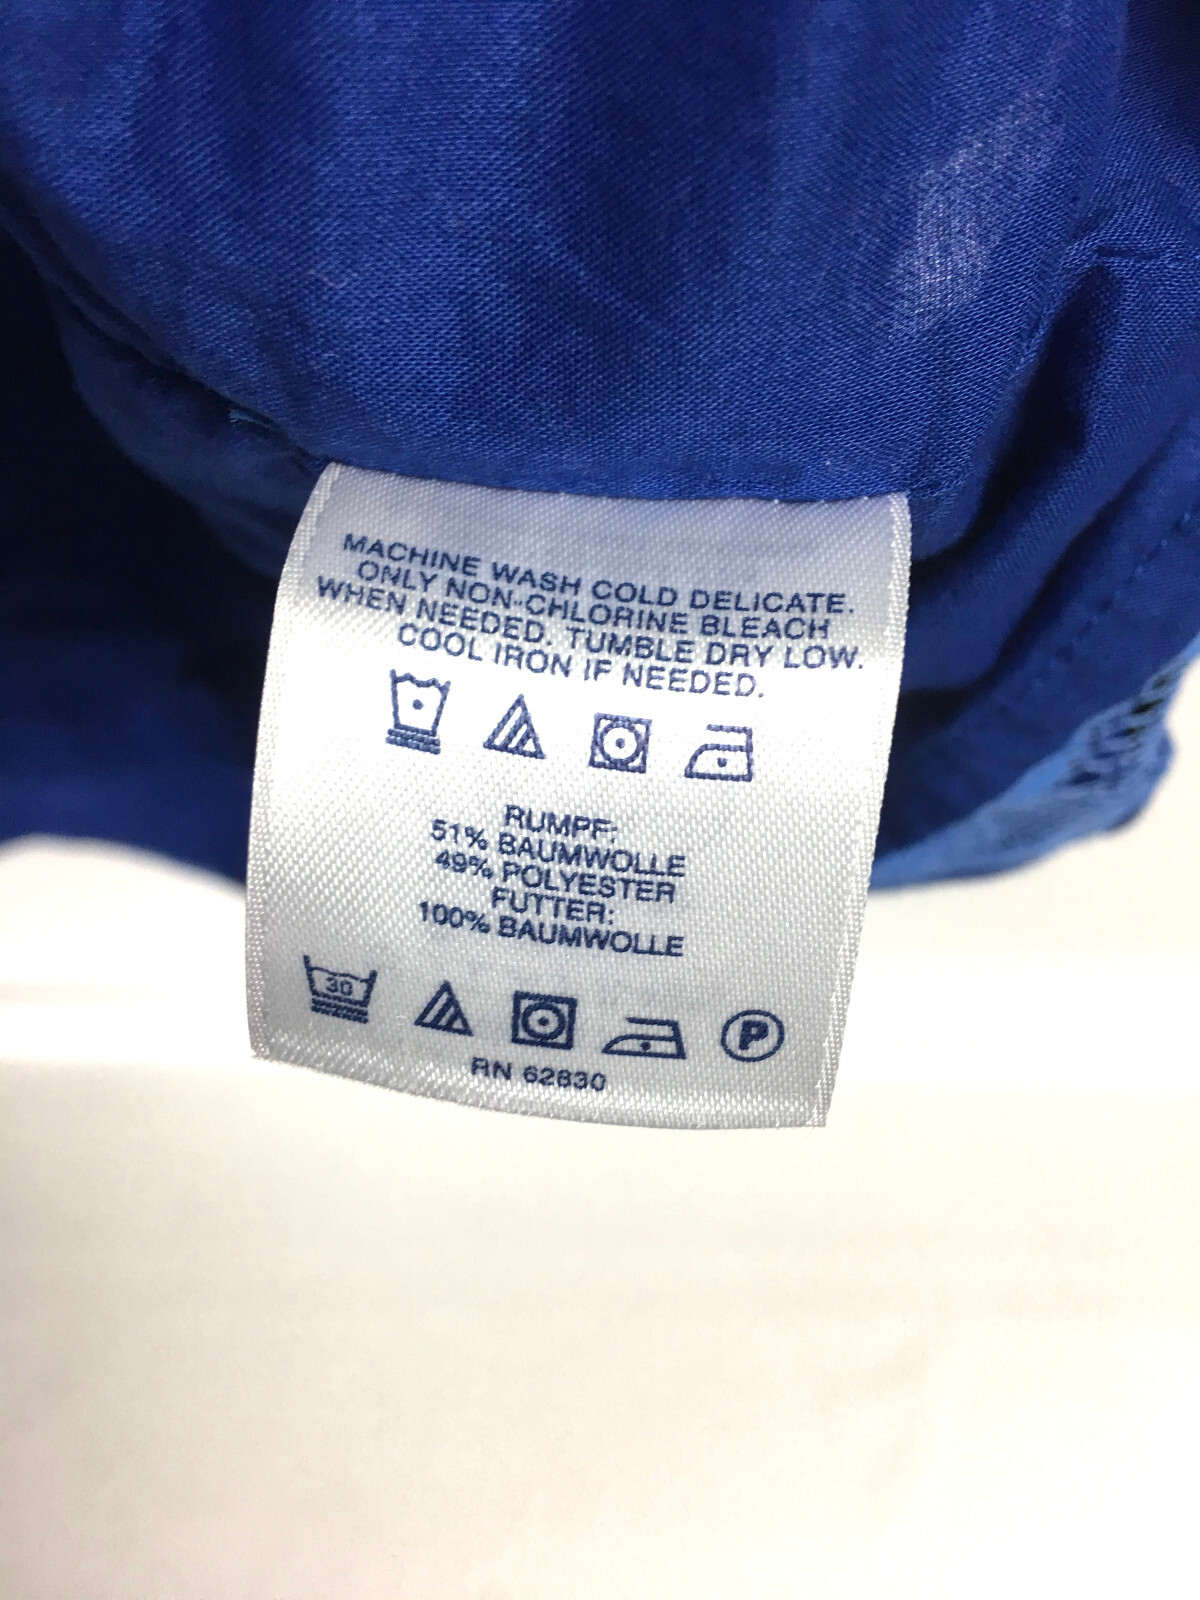 MACHINE WASH COLD DELICATE.
ONLY NON-CHLORINE BLEACH
WHEN NEEDED. TUMBLE DRY LOW.
COOL IRON IF NEEDED.
RUMPF:
51% BAUMWOLLE
49% POLYESTER
FUTTER:
100% BAUMWOLLE
30
P
RN 62830